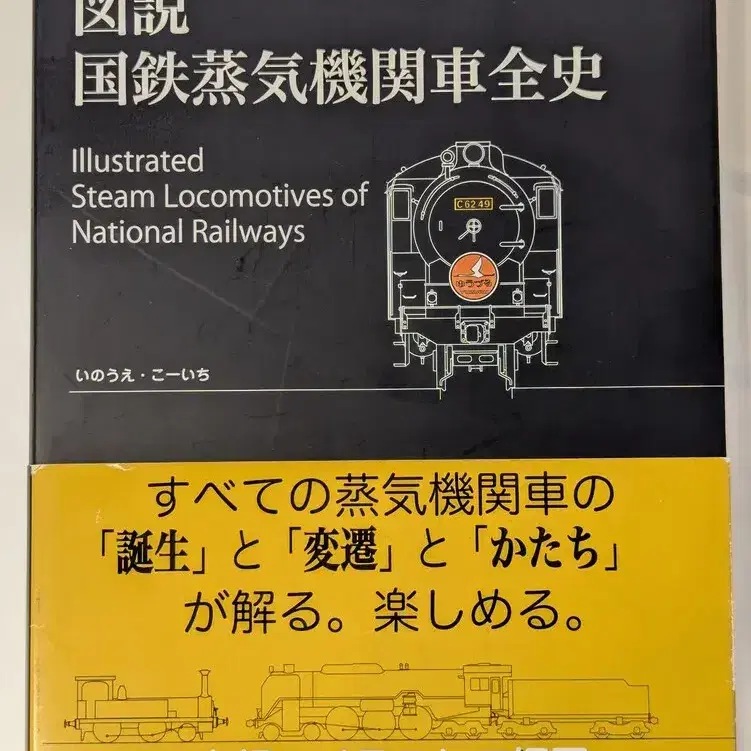 図説
国鉄蒸気機関車全史
Illustrated
Steam Locomotives of
National Railways
C6249
ゆうづる
いのうえ・こーいち
すべての蒸気機関車の
「誕生」と「変遷」と「かたち」
が解る。楽しめる。